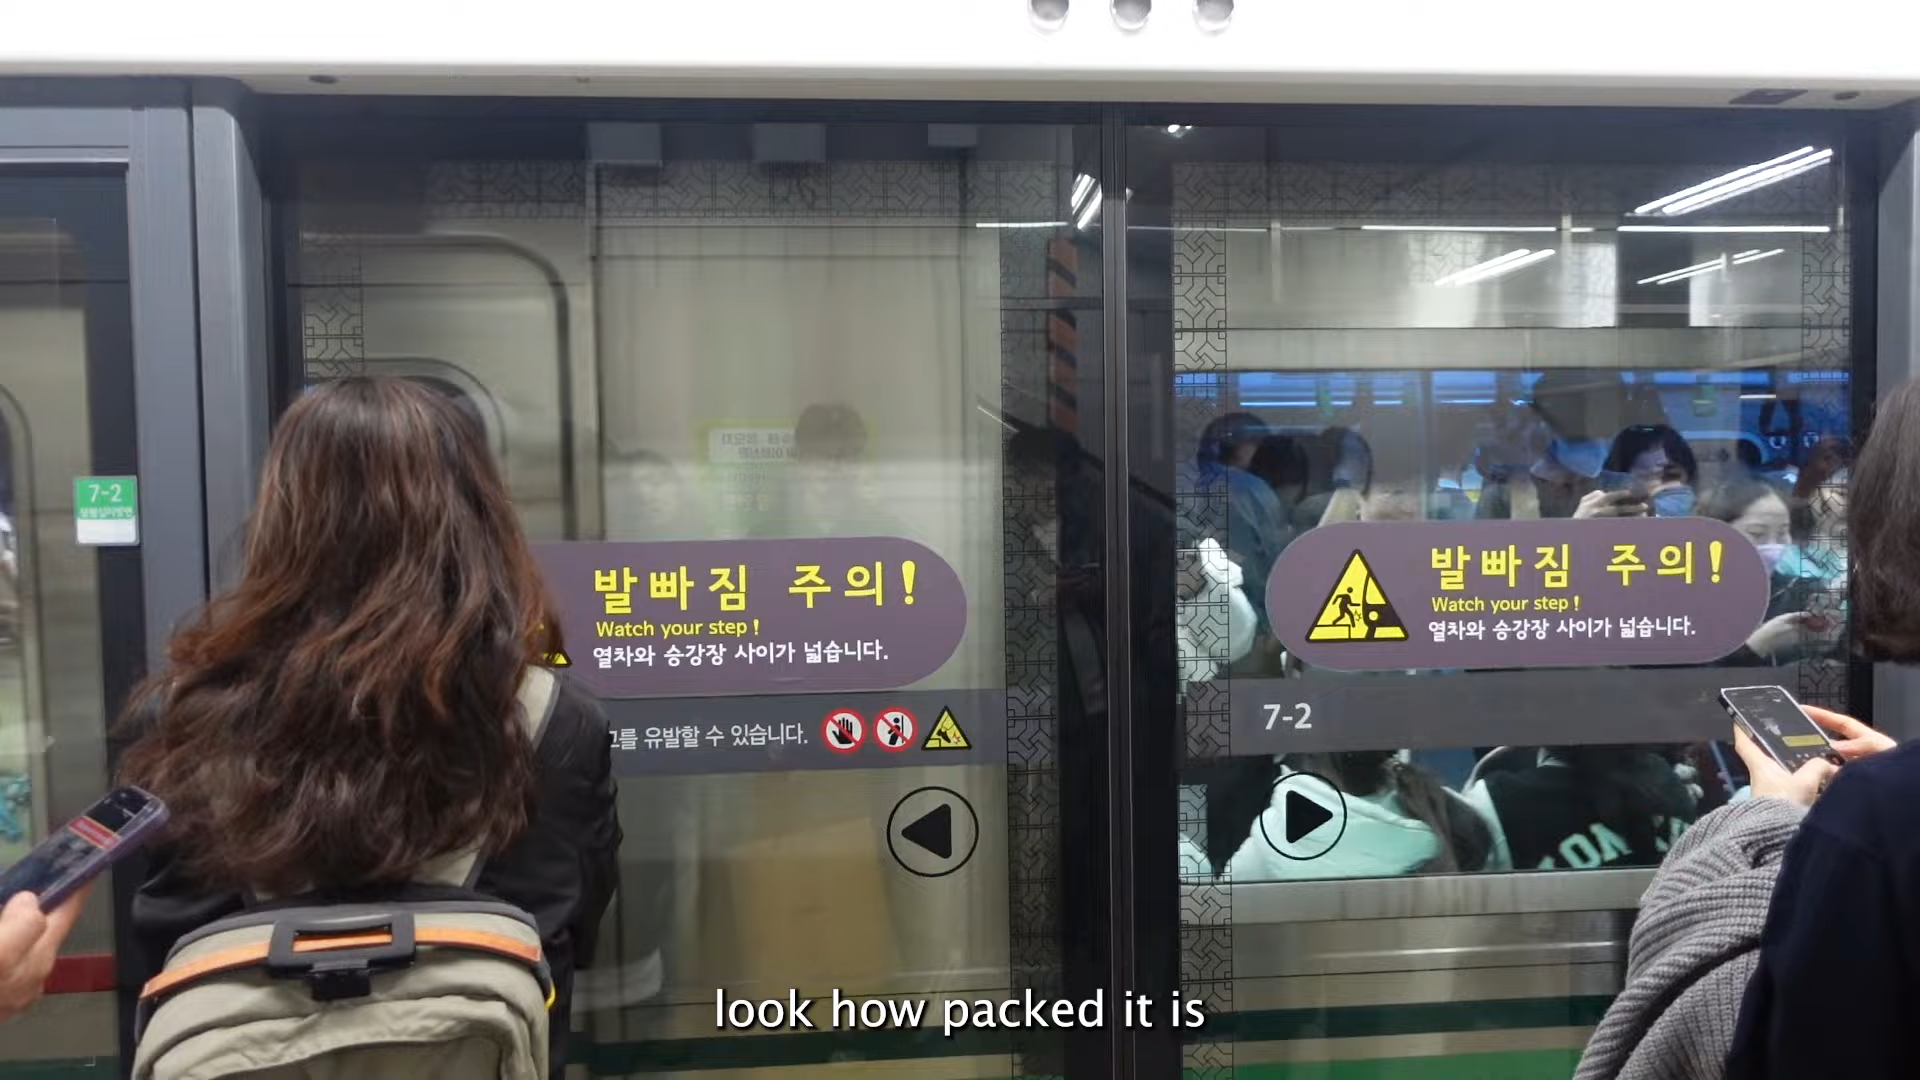 7-2
발빠짐 주의!
Watch your step!
열차와 승강장 사이가 넓습니다.
발빠짐 주의!
Watch your step!
열차와 승강장 사이가 넓습니다.
유발할 수 있습니다.
7-2
look how packed it is